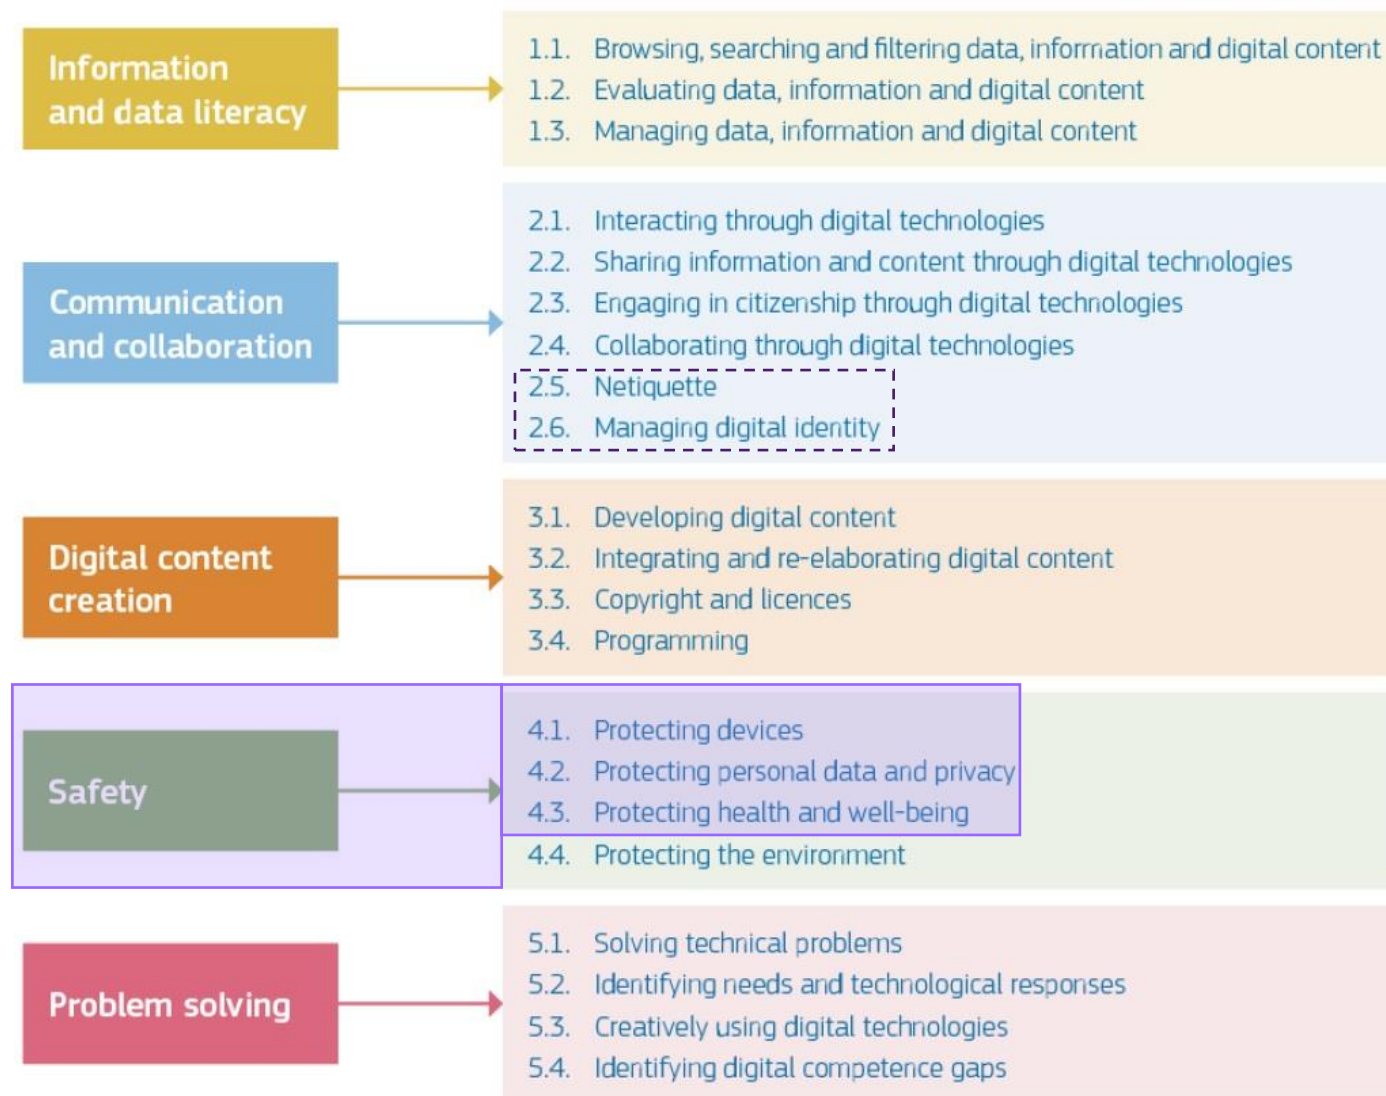 Information
and data literacy
1.1. Browsing, searching and filtering data, information and digital content
1.2. Evaluating data, information and digital content
1.3. Managing data, information and digital content
Communication
and collaboration
2.1. Interacting through digital technologies
2.2. Sharing information and content through digital technologies
2.3. Engaging in citizenship through digital technologies
2.4. Collaborating through digital technologies
2.5. Netiquette
2.6. Managing digital identity
Digital content
creation
3.1. Developing digital content
3.2. Integrating and re-elaborating digital content
3.3. Copyright and licences
3.4. Programming
Safety
4.1. Protecting devices
4.2. Protecting personal data and privacy
4.3. Protecting health and well-being
4.4. Protecting the environment
Problem solving
5.1. Solving technical problems
5.2. Identifying needs and technological responses
5.3. Creatively using digital technologies
5.4. Identifying digital competence gaps